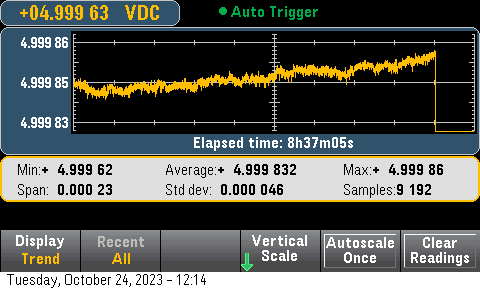 +04.999 63 VDC
Auto Trigger
4.999 86
4.999 85
4.999 83
Elapsed time: 8h37m05s
Min:+ 4.999 62 Average:+ 4.999 832 Max:+ 4.999 86
Span: 0.000 23 Std dev: 0.000 046 Samples:9 192
Display Trend
Recent All
Vertical Scale
Autoscale Once
Clear Readings
Tuesday, October 24, 2023 - 12:14